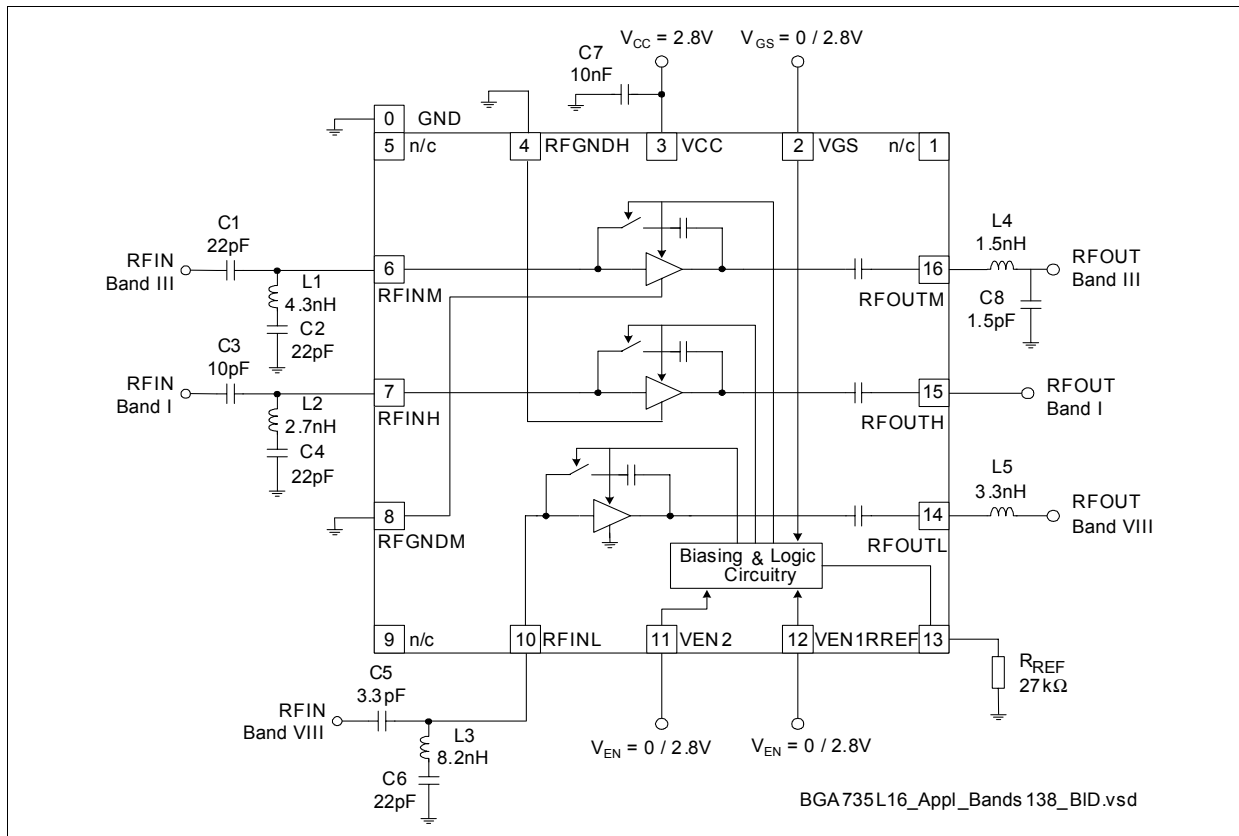 C7
10nF
V_CC = 2.8V
V_GS = 0 / 2.8V
0
GND
5
n/c
4
RFGNDH
3
VCC
2
VGS
n/c
1
C1
22pF
RFIN
Band III
L1
4.3nH
C2
22pF
6
RFINM
16
RFOUTM
L4
1.5nH
RFOUT
Band III
C8
1.5pF
C3
10pF
RFIN
Band I
L2
2.7nH
C4
22pF
7
RFINH
15
RFOUTH
RFOUT
Band I
8
RFGNDM
14
RFOUTL
L5
3.3nH
RFOUT
Band VIII
Biasing & Logic
Circuitry
9
n/c
10
RFINL
11
VEN2
12
VEN1
RREF
13
R_REF
27kΩ
C5
3.3pF
RFIN
Band VIII
L3
8.2nH
C6
22pF
V_EN = 0 / 2.8V
V_EN = 0 / 2.8V
BGA735L16_Appl_Bands138_BID.vsd